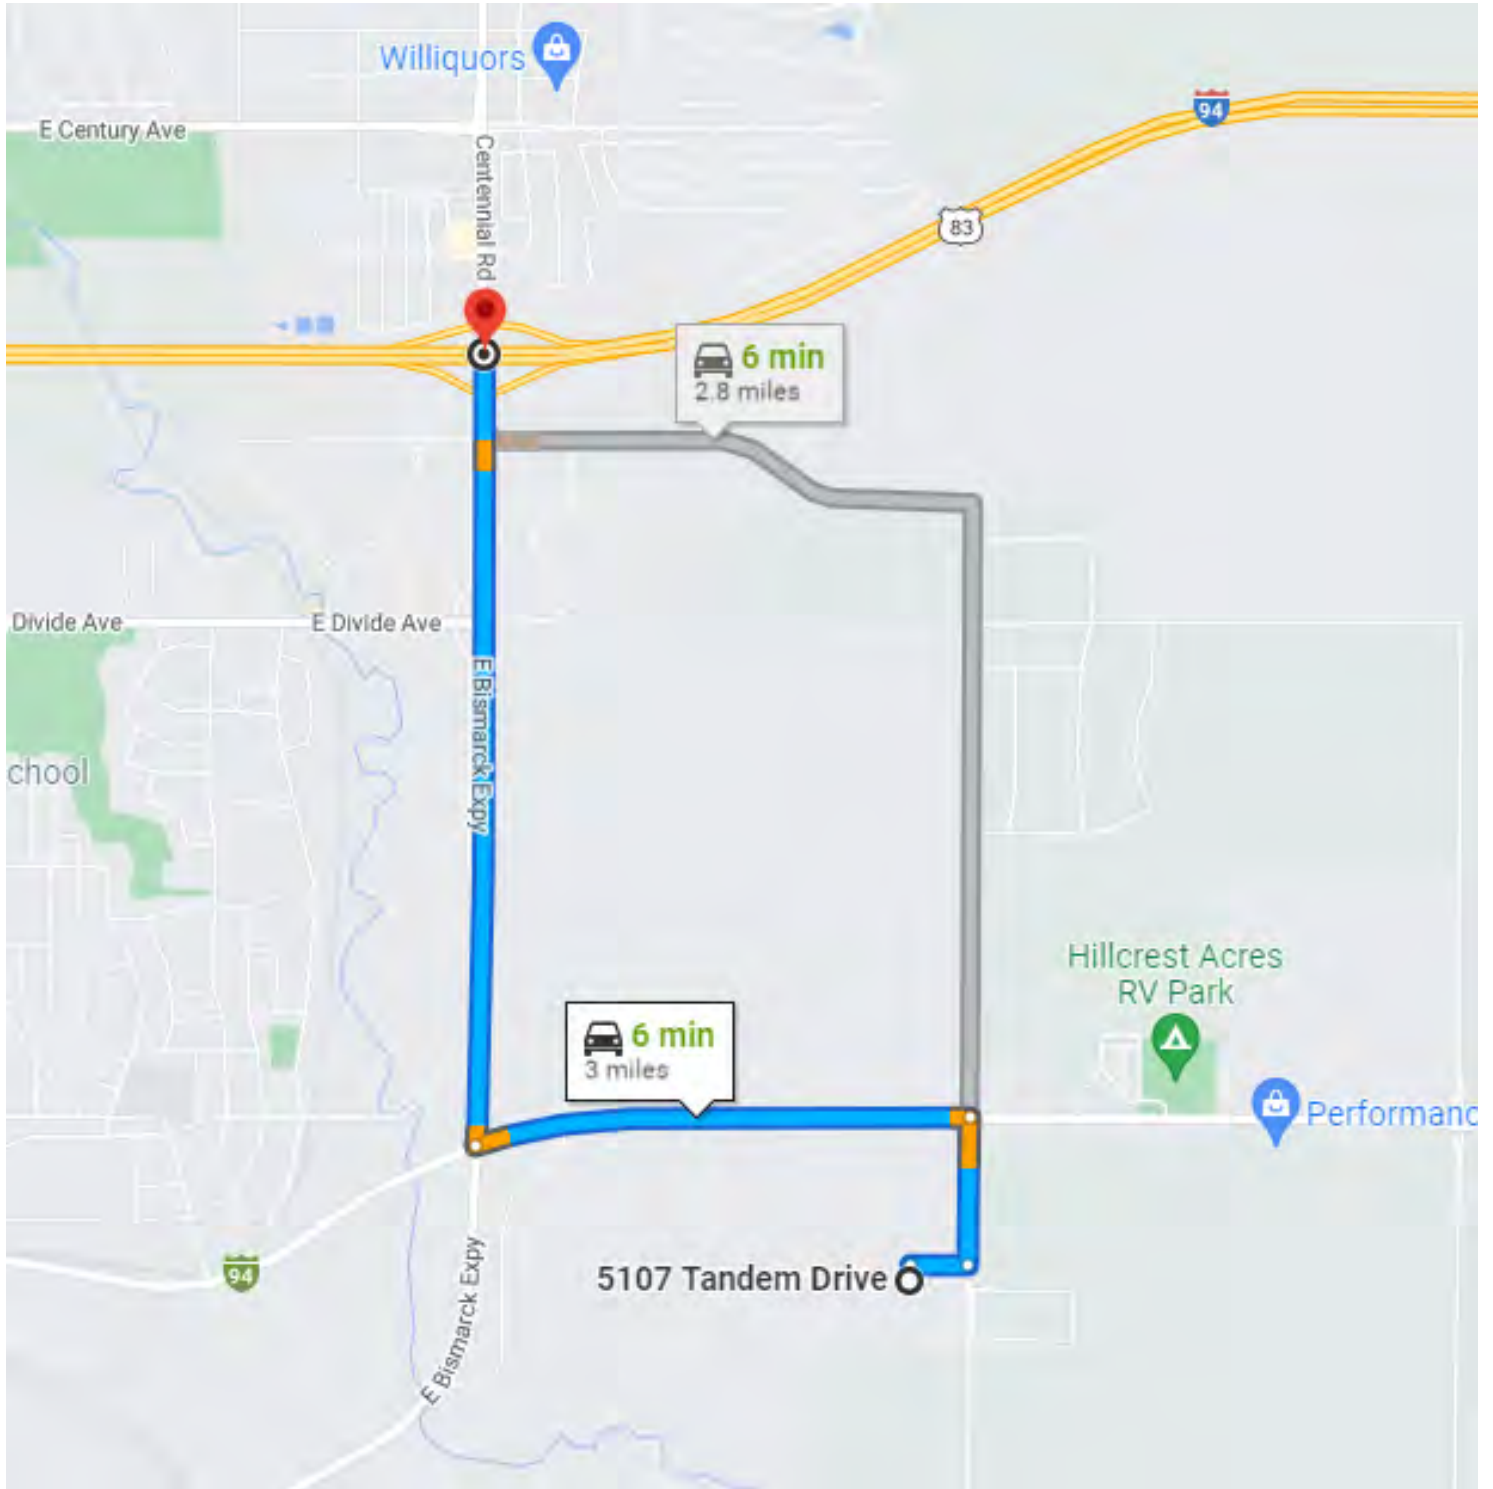 Williquors
94
E Century Ave
Centennial Rd
83
6 min
2.8 miles
Divide Ave
E Divide Ave
E Bismarck Expy
chool
Hillcrest Acres
RV Park
6 min
3 miles
Performanc
94
5107 Tandem Drive
E Bismarck Expy